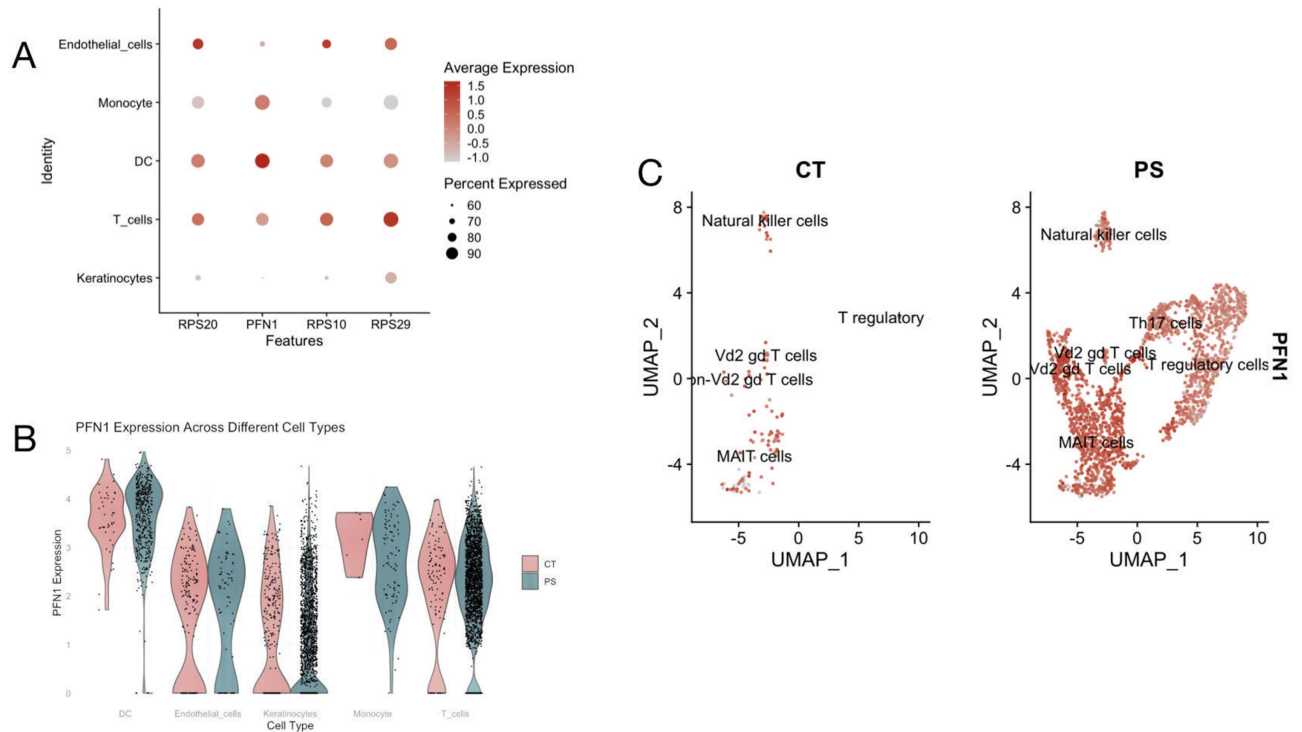 A
Endothelial_cells
Monocyte
DC
T_cells
Keratinocytes
Identity
RPS20 PFN1 RPS10 RPS29
Features
Average Expression
1.5
1.0
0.5
0.0
-0.5
-1.0
Percent Expressed
60
70
80
90
B
PFN1 Expression Across Different Cell Types
PFN1 Expression
5
4
3
2
1
0
DC Endothelial_cells Keratinocytes Monocyte T_cells
Cell Type
CT
PS
C
CT
UMAP_2
8
4
0
-4
Natural killer cells
T regulatory
Vd2 gd T cells
on-Vd2 gd T cells
MAIT cells
-5 0 5 10
UMAP_1
PS
UMAP_2
8
4
0
-4
Natural killer cells
Th17 cells
Vd2 gd T cells
Vd2 gd T cells
T regulatory cells
MAIT cells
-5 0 5 10
UMAP_1
PFN1